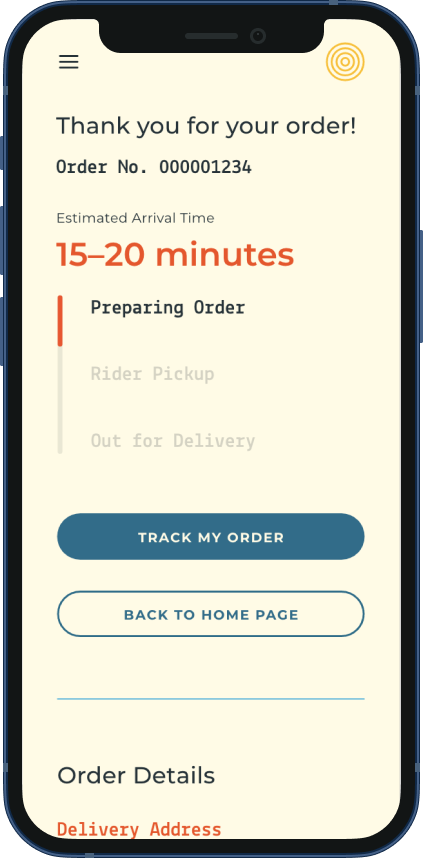 Thank you for your order!
Order No. 000001234
Estimated Arrival Time
15–20 minutes
Preparing Order
Rider Pickup
Out for Delivery
TRACK MY ORDER
BACK TO HOME PAGE
Order Details
Delivery Address